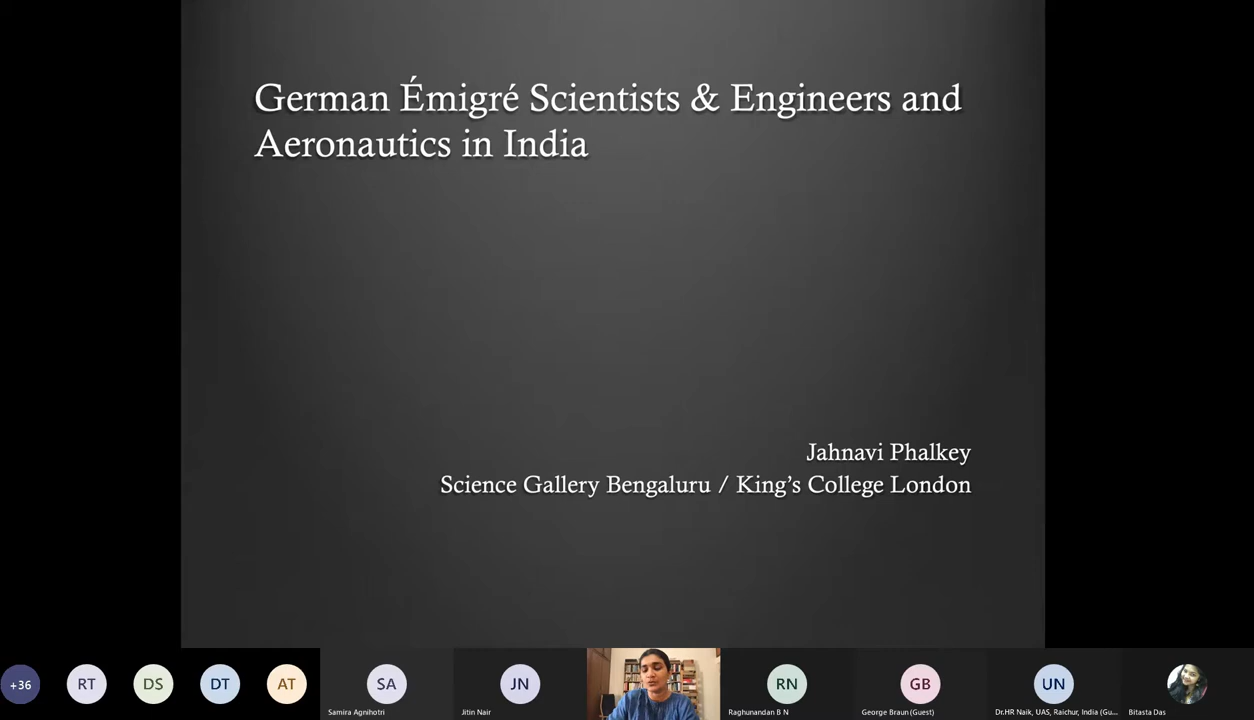 German Émigré Scientists & Engineers and
Aeronautics in India
Jahnavi Phalkey
Science Gallery Bengaluru / King's College London
+36
RT
DS
DT
AT
SA
JN
RN
GB
UN
Samira Agnihotri
Jitin Nair
Raghunandan B N
George Braun (Guest)
Dr.HR Naik, UAS, Raichur, India (Gu...
Bitasta Das